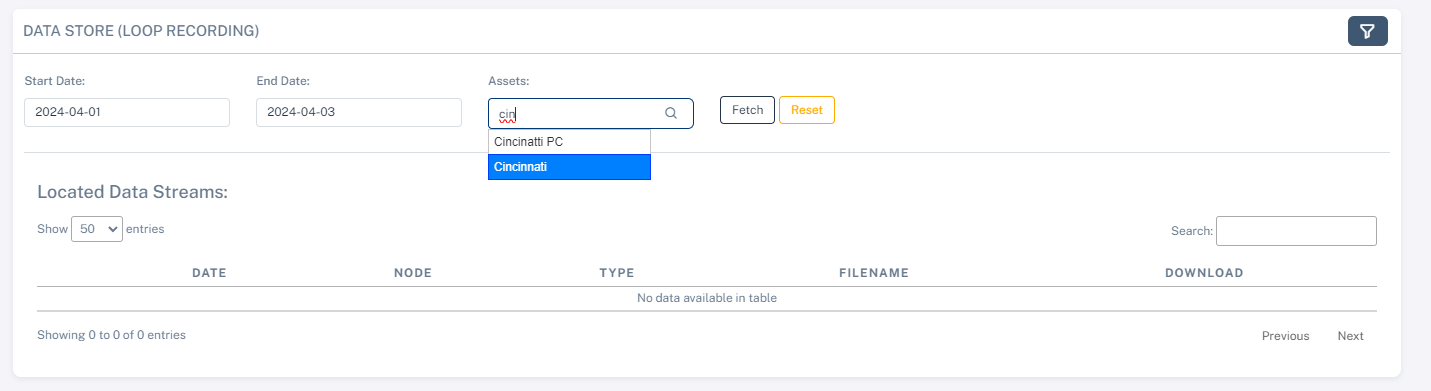 DATA STORE (LOOP RECORDING)
Start Date: End Date: Assets:
2024-04-01 2024-04-03 cin Fetch Reset
Cincinatti PC
Cincinnati
Located Data Streams:
Show 50 entries Search:
DATE NODE TYPE FILENAME DOWNLOAD
No data available in table
Showing 0 to 0 of 0 entries Previous Next